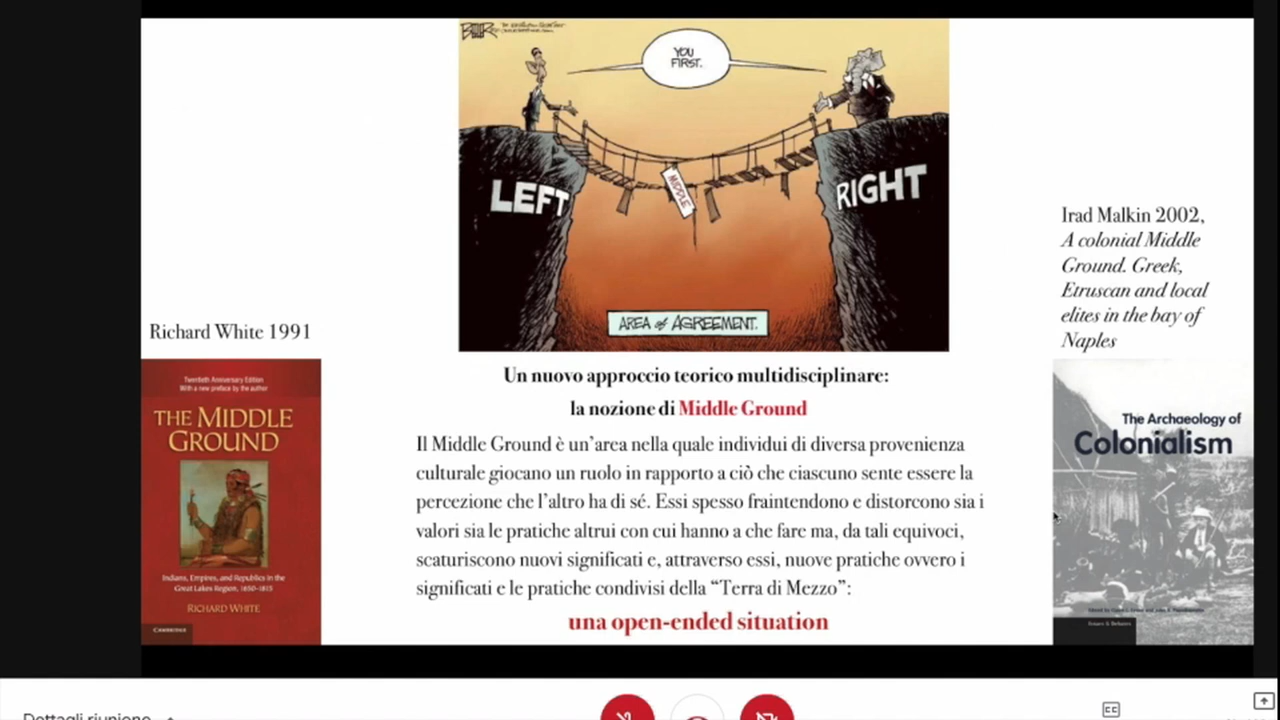 YOU
FIRST.
LEFT
MIDDLE
RIGHT
AREA of AGREEMENT.
Richard White 1991
Irad Malkin 2002,
A colonial Middle
Ground. Greek,
Etruscan and local
elites in the bay of
Naples
Twentieth Anniversary Edition
With a new preface by the author
THE MIDDLE
GROUND
Indians, Empires, and Republics in the
Great Lakes Region, 1650–1815
RICHARD WHITE
CAMBRIDGE
Un nuovo approccio teorico multidisciplinare:
la nozione di Middle Ground
Il Middle Ground è un’area nella quale individui di diversa provenienza
culturale giocano un ruolo in rapporto a ciò che ciascuno sente essere la
percezione che l’altro ha di sé. Essi spesso fraintendono e distorcono sia i
valori sia le pratiche altrui con cui hanno a che fare ma, da tali equivoci,
scaturiscono nuovi significati e, attraverso essi, nuove pratiche ovvero i
significati e le pratiche condivisi della “Terra di Mezzo”:
una open-ended situation
The Archaeology of
Colonialism
Issues & Debates
Dettagli riunione
CC